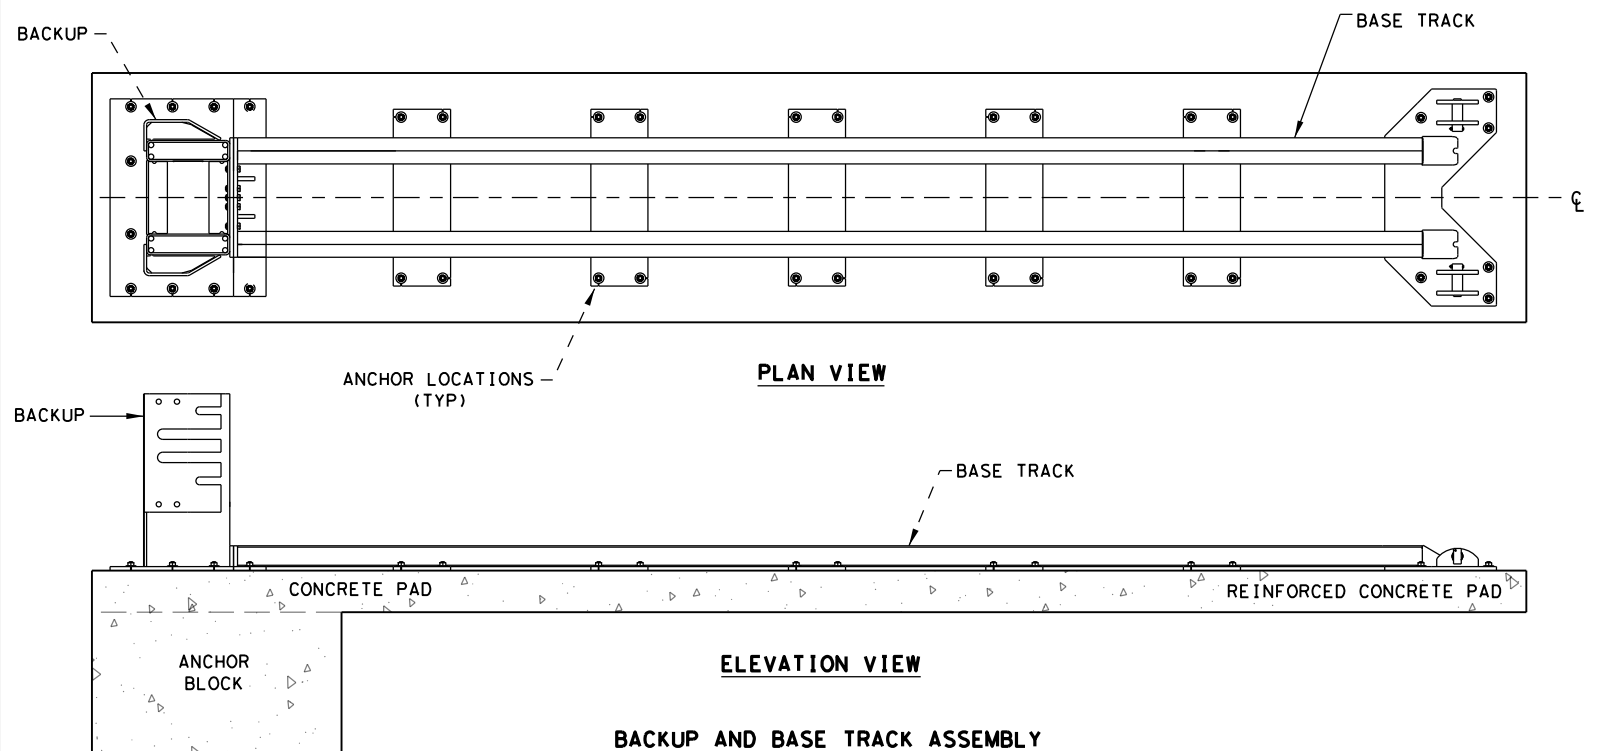 BACKUP
BASE TRACK
℄
ANCHOR LOCATIONS
(TYP)
PLAN VIEW
BACKUP
BASE TRACK
CONCRETE PAD
REINFORCED CONCRETE PAD
ANCHOR
BLOCK
ELEVATION VIEW
BACKUP AND BASE TRACK ASSEMBLY